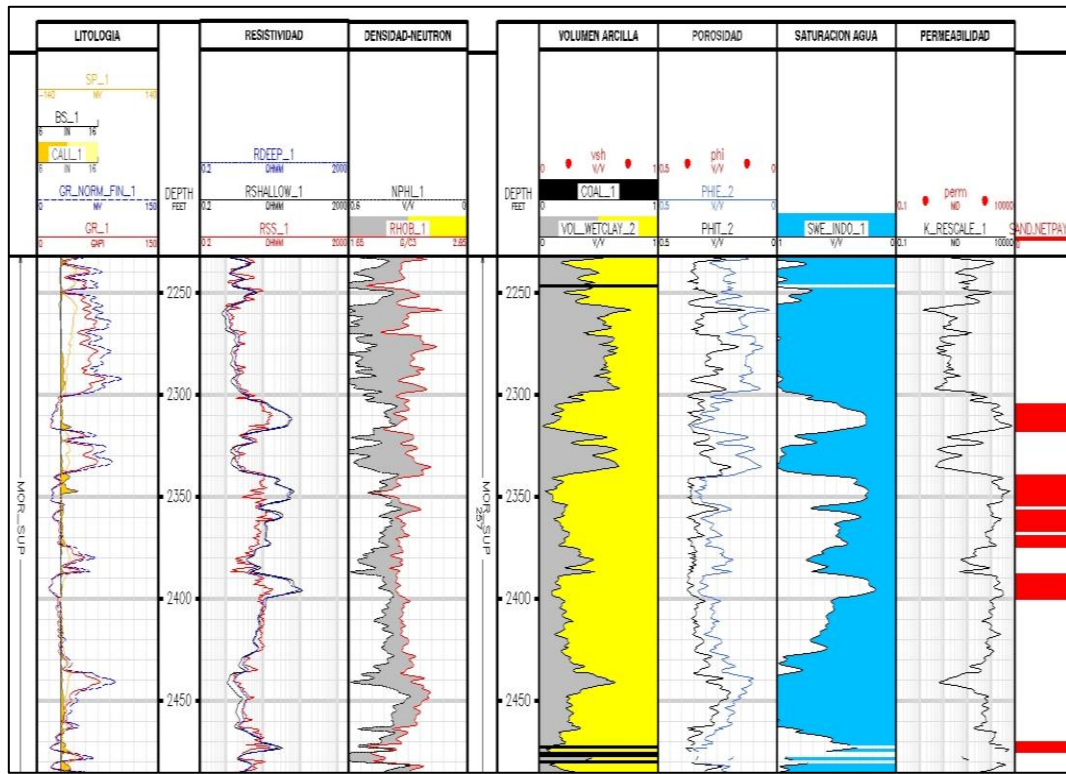 LITOLOGIA
RESISTIVIDAD
DENSIDAD-NEUTRON
VOLUMEN ARCILLA
POROSIDAD
SATURACION AGUA
PERMEABILIDAD
SP_1
-140 MV 140
BS_1
6 IN 16
CALI_1
6 IN 16
GR_NORM_FIN_1
0 150
GR_1
0 GAPI 150
DEPTH
FEET
RDEEP_1
0.2 OHMM 2000
RSHALLOW_1
0.2 OHMM 2000
RSS_1
0.2 OHMM 2000
NPHI_1
0.6 V/V 0
RHOB_1
1.65 G/C3 2.65
DEPTH
FEET
vsh
0 V/V 1
COAL_1
0 1
VOL_WETCLAY_2
0 V/V 1
phi
0.5 V/V 0
PHIE_2
0.5 V/V 0
PHIT_2
0.5 V/V 0
SWE_INDO_1
1 V/V 0
perm
0.1 MD 10000
K_RESCALE_1
0.1 MD 10000
SAND.NETPAY
MOR_SUP
2250
2300
2350
2400
2450
MOR_SUP
257
2250
2300
2350
2400
2450